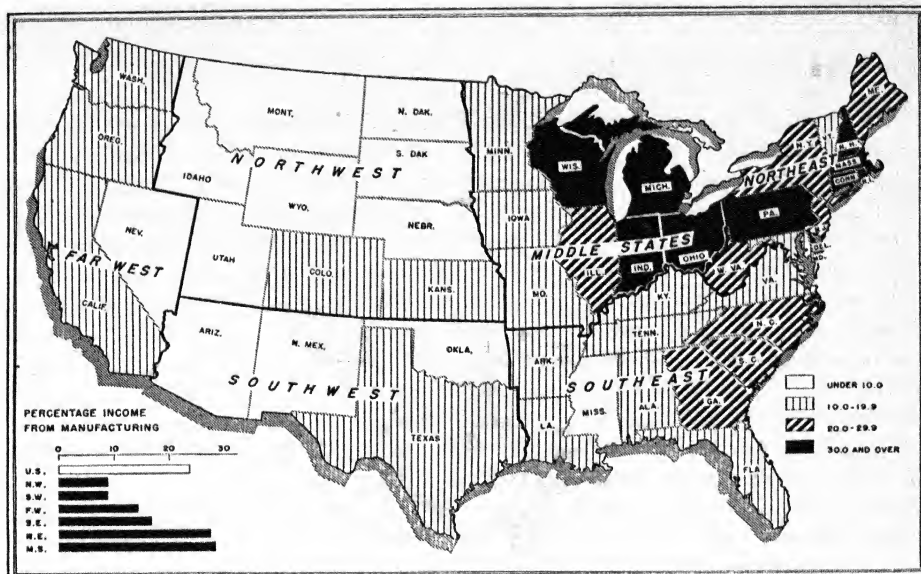 WASH.
MONT.
N. DAK.
MINN.
ME.
OREG.
N.Y.
VT.
N.H.
S. DAK
WIS.
MICH.
MASS
NORTHWEST
NORTHEAST
CONN.
R.I.
IDAHO
WYO.
IOWA
PA.
NEV.
NEBR.
MIDDLE STATES
UTAH
COLO.
ILL.
IND.
OHIO
W. VA.
DEL.
MD.
FAR WEST
KANS.
MO.
VA.
CALIF.
KY.
N.C.
TENN.
ARIZ.
N. MEX.
OKLA.
ARK.
S.C.
SOUTHWEST
SOUTHEAST
MISS.
ALA.
GA.
TEXAS
LA.
FLA
UNDER 10.0
10.0-19.9
20.0-29.9
30.0 AND OVER
PERCENTAGE INCOME
FROM MANUFACTURING
0 10 20 30
U.S.
N.W.
S.W.
F.W.
S.E.
N.E.
M.S.